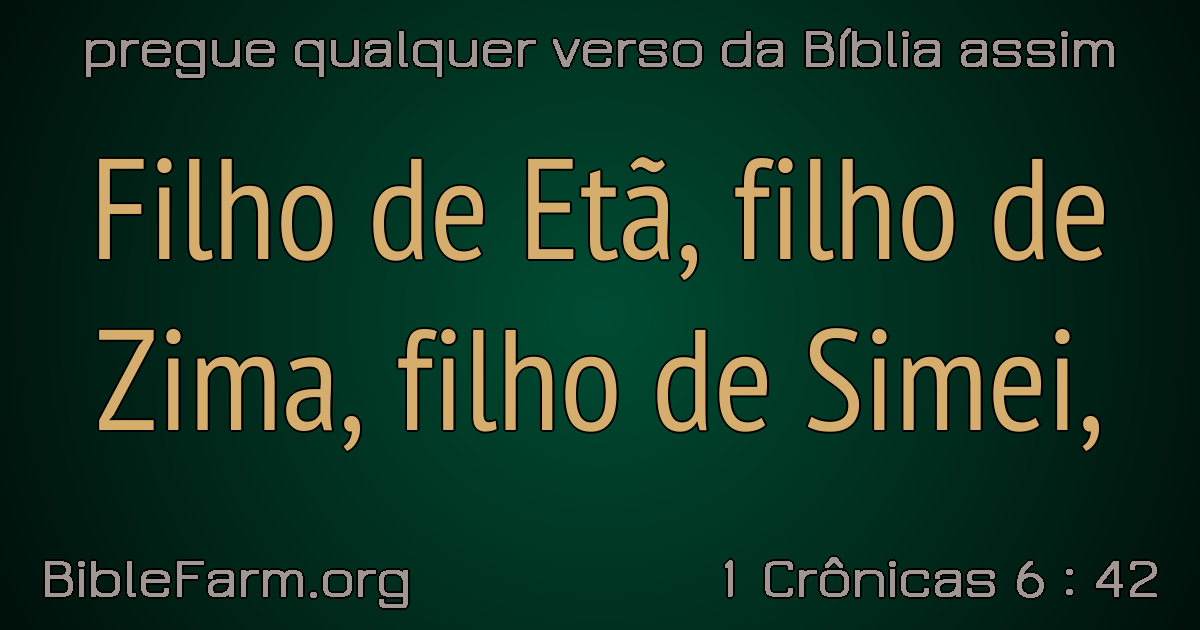 pregue qualquer verso da Bíblia assim
Filho de Etã, filho de
Zima, filho de Simei,
BibleFarm.org
1 Crônicas 6 : 42